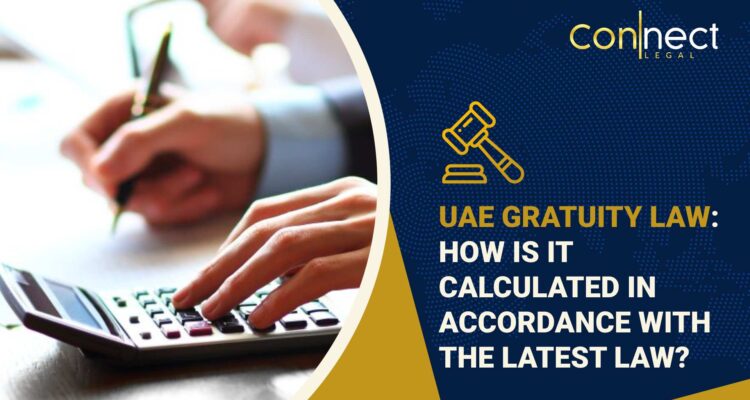 Connect
LEGAL
UAE GRATUITY LAW:
HOW IS IT
CALCULATED IN
ACCORDANCE WITH
THE LATEST LAW?